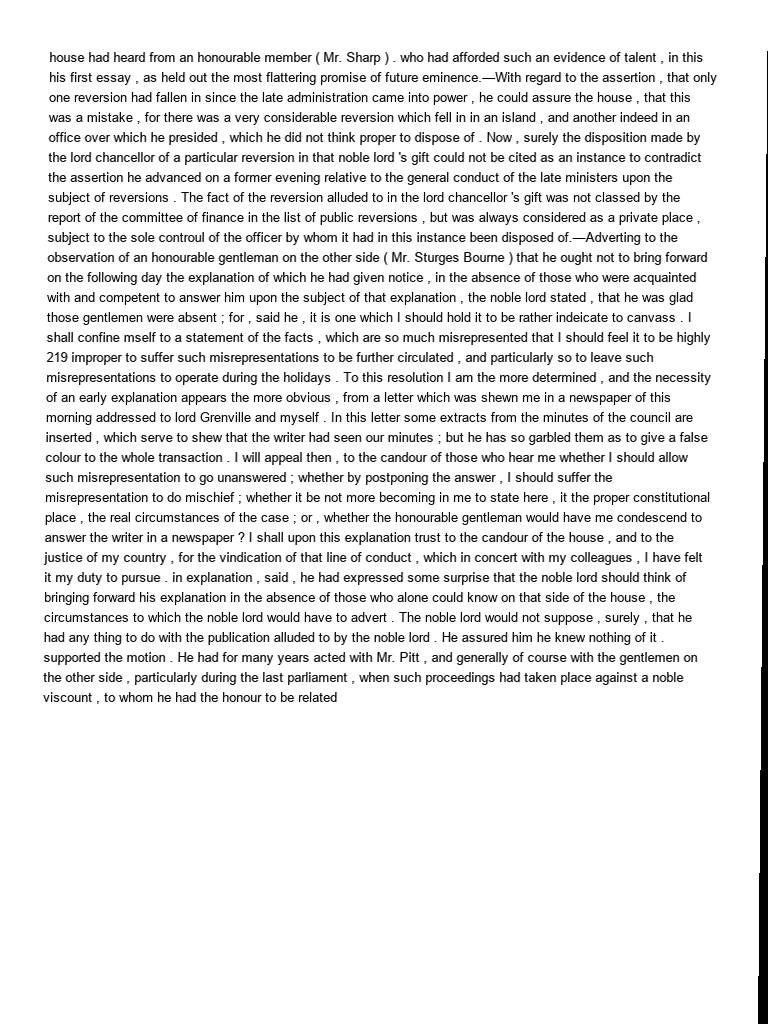 house had heard from an honourable member ( Mr. Sharp ) . who had afforded such an evidence of talent , in this
his first essay , as held out the most flattering promise of future eminence.—With regard to the assertion , that only
one reversion had fallen in since the late administration came into power , he could assure the house , that this
was a mistake , for there was a very considerable reversion which fell in in an island , and another indeed in an
office over which he presided , which he did not think proper to dispose of . Now , surely the disposition made by
the lord chancellor of a particular reversion in that noble lord 's gift could not be cited as an instance to contradict
the assertion he advanced on a former evening relative to the general conduct of the late ministers upon the
subject of reversions . The fact of the reversion alluded to in the lord chancellor 's gift was not classed by the
report of the committee of finance in the list of public reversions , but was always considered as a private place ,
subject to the sole controul of the officer by whom it had in this instance been disposed of.—Adverting to the
observation of an honourable gentleman on the other side ( Mr. Sturges Bourne ) that he ought not to bring forward
on the following day the explanation of which he had given notice , in the absence of those who were acquainted
with and competent to answer him upon the subject of that explanation , the noble lord stated , that he was glad
those gentlemen were absent ; for , said he , it is one which I should hold it to be rather indeicate to canvass . I
shall confine mself to a statement of the facts , which are so much misrepresented that I should feel it to be highly
219 improper to suffer such misrepresentations to be further circulated , and particularly so to leave such
misrepresentations to operate during the holidays . To this resolution I am the more determined , and the necessity
of an early explanation appears the more obvious , from a letter which was shewn me in a newspaper of this
morning addressed to lord Grenville and myself . In this letter some extracts from the minutes of the council are
inserted , which serve to shew that the writer had seen our minutes ; but he has so garbled them as to give a false
colour to the whole transaction . I will appeal then , to the candour of those who hear me whether I should allow
such misrepresentation to go unanswered ; whether by postponing the answer , I should suffer the
misrepresentation to do mischief ; whether it be not more becoming in me to state here , it the proper constitutional
place , the real circumstances of the case ; or , whether the honourable gentleman would have me condescend to
answer the writer in a newspaper ? I shall upon this explanation trust to the candour of the house , and to the
justice of my country , for the vindication of that line of conduct , which in concert with my colleagues , I have felt
it my duty to pursue . in explanation , said , he had expressed some surprise that the noble lord should think of
bringing forward his explanation in the absence of those who alone could know on that side of the house , the
circumstances to which the noble lord would have to advert . The noble lord would not suppose , surely , that he
had any thing to do with the publication alluded to by the noble lord . He assured him he knew nothing of it .
supported the motion . He had for many years acted with Mr. Pitt , and generally of course with the gentlemen on
the other side , particularly during the last parliament , when such proceedings had taken place against a noble
viscount , to whom he had the honour to be related